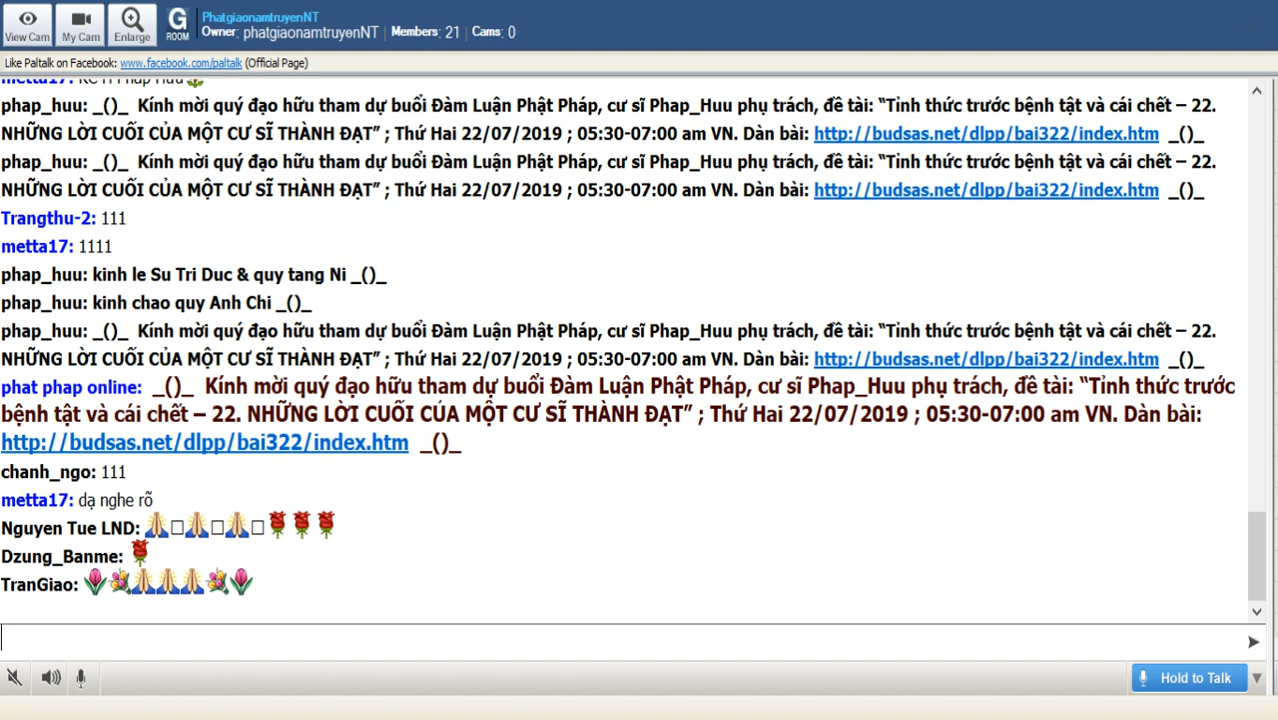 View Cam
My Cam
Enlarge
G
ROOM
PhatgiaonamtruyenNT
Owner: phatgiaonamtruyenNT | Members: 21 | Cams: 0
Like Paltalk on Facebook: www.facebook.com/paltalk (Official Page)
metta17:
phap_huu: _()_ Kính mời quý đạo hữu tham dự buổi Đàm Luận Phật Pháp, cư sĩ Phap_Huu phụ trách, đề tài: “Tỉnh thức trước bệnh tật và cái chết – 22.
NHỮNG LỜI CUỐI CỦA MỘT CƯ SĨ THÀNH ĐẠT” ; Thứ Hai 22/07/2019 ; 05:30-07:00 am VN. Dàn bài: http://budsas.net/dlpp/bai322/index.htm _()_
phap_huu: _()_ Kính mời quý đạo hữu tham dự buổi Đàm Luận Phật Pháp, cư sĩ Phap_Huu phụ trách, đề tài: “Tỉnh thức trước bệnh tật và cái chết – 22.
NHỮNG LỜI CUỐI CỦA MỘT CƯ SĨ THÀNH ĐẠT” ; Thứ Hai 22/07/2019 ; 05:30-07:00 am VN. Dàn bài: http://budsas.net/dlpp/bai322/index.htm _()_
Trangthu-2: 111
metta17: 1111
phap_huu: kinh le Su Tri Duc & quy tang Ni _()_
phap_huu: kinh chao quy Anh Chi _()_
phap_huu: _()_ Kính mời quý đạo hữu tham dự buổi Đàm Luận Phật Pháp, cư sĩ Phap_Huu phụ trách, đề tài: “Tỉnh thức trước bệnh tật và cái chết – 22.
NHỮNG LỜI CUỐI CỦA MỘT CƯ SĨ THÀNH ĐẠT” ; Thứ Hai 22/07/2019 ; 05:30-07:00 am VN. Dàn bài: http://budsas.net/dlpp/bai322/index.htm _()_
phat phap online: _()_ Kính mời quý đạo hữu tham dự buổi Đàm Luận Phật Pháp, cư sĩ Phap_Huu phụ trách, đề tài: “Tỉnh thức trước
bệnh tật và cái chết – 22. NHỮNG LỜI CUỐI CỦA MỘT CƯ SĨ THÀNH ĐẠT” ; Thứ Hai 22/07/2019 ; 05:30-07:00 am VN. Dàn bài:
http://budsas.net/dlpp/bai322/index.htm _()_
chanh_ngo: 111
metta17: dạ nghe rõ
Nguyen Tue LND: 🙏□🙏□🙏□🌹🌹🌹
Dzung_Banme: 🌹
TranGiao: 🌷💐🙏🙏🙏💐🌷
Hold to Talk